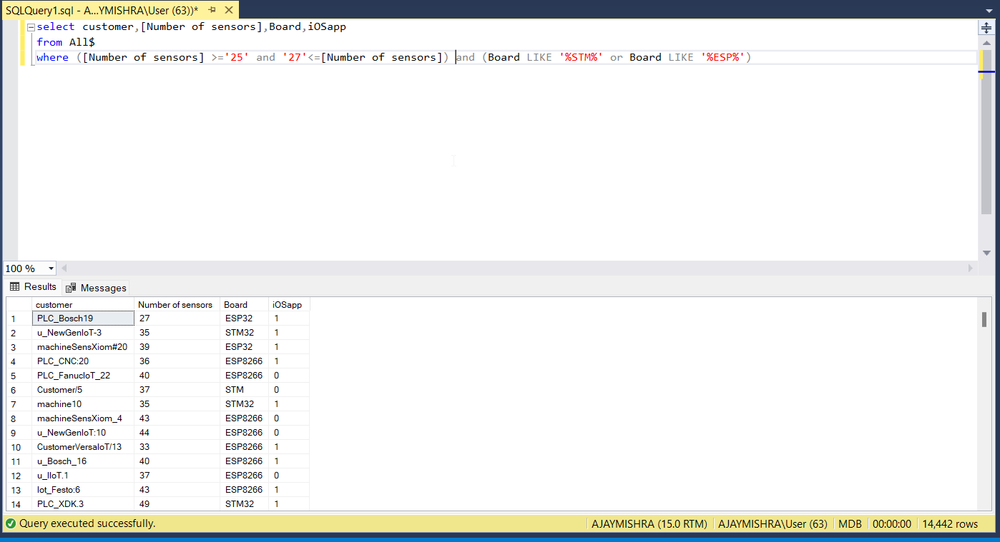 SQLQuery1.sql - A...YMISHRA\User (63))*
select customer,[Number of sensors],Board,iOSapp
from All$
where ([Number of sensors] >='25' and '27'<=[Number of sensors]) and (Board LIKE '%STM%' or Board LIKE '%ESP%')
100 %
Results Messages
customer Number of sensors Board iOSapp
1 PLC_Bosch19 27 ESP32 1
2 u_NewGenIoT-3 35 STM32 1
3 machineSensXiom#20 39 ESP32 1
4 PLC_CNC:20 36 ESP8266 1
5 PLC_FanucIoT_22 40 ESP8266 0
6 Customer/5 37 STM 0
7 machine10 35 STM32 1
8 machineSensXiom_4 43 ESP8266 0
9 u_NewGenIoT:10 44 ESP8266 0
10 CustomerVersaIoT/13 33 ESP8266 1
11 u_Bosch_16 40 ESP8266 1
12 u_IIoT.1 37 ESP8266 0
13 Iot_Festo:6 43 ESP8266 1
14 PLC_XDK.3 49 STM32 1
Query executed successfully. AJAYMISHRA (15.0 RTM) AJAYMISHRA\User (63) MDB 00:00:00 14,442 rows